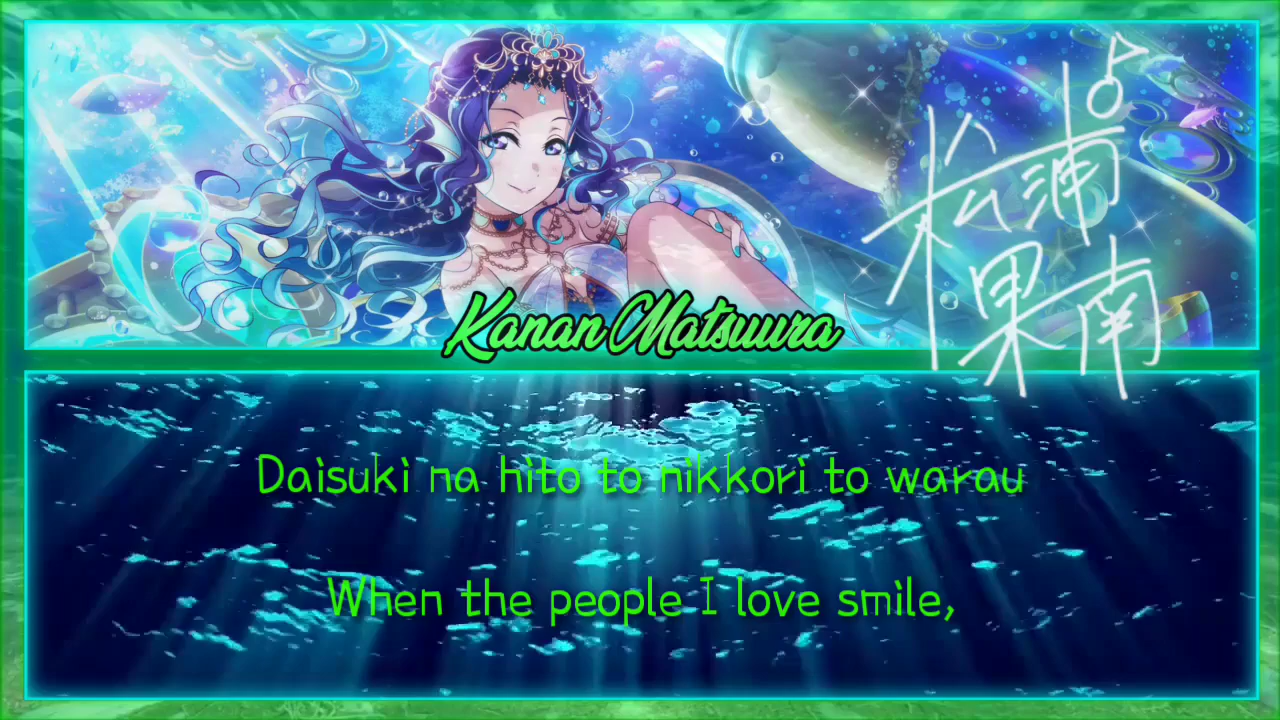 Kanan Matsuura
松浦
果南
Daisuki na hito to nikkori to warau
When the people I love smile,